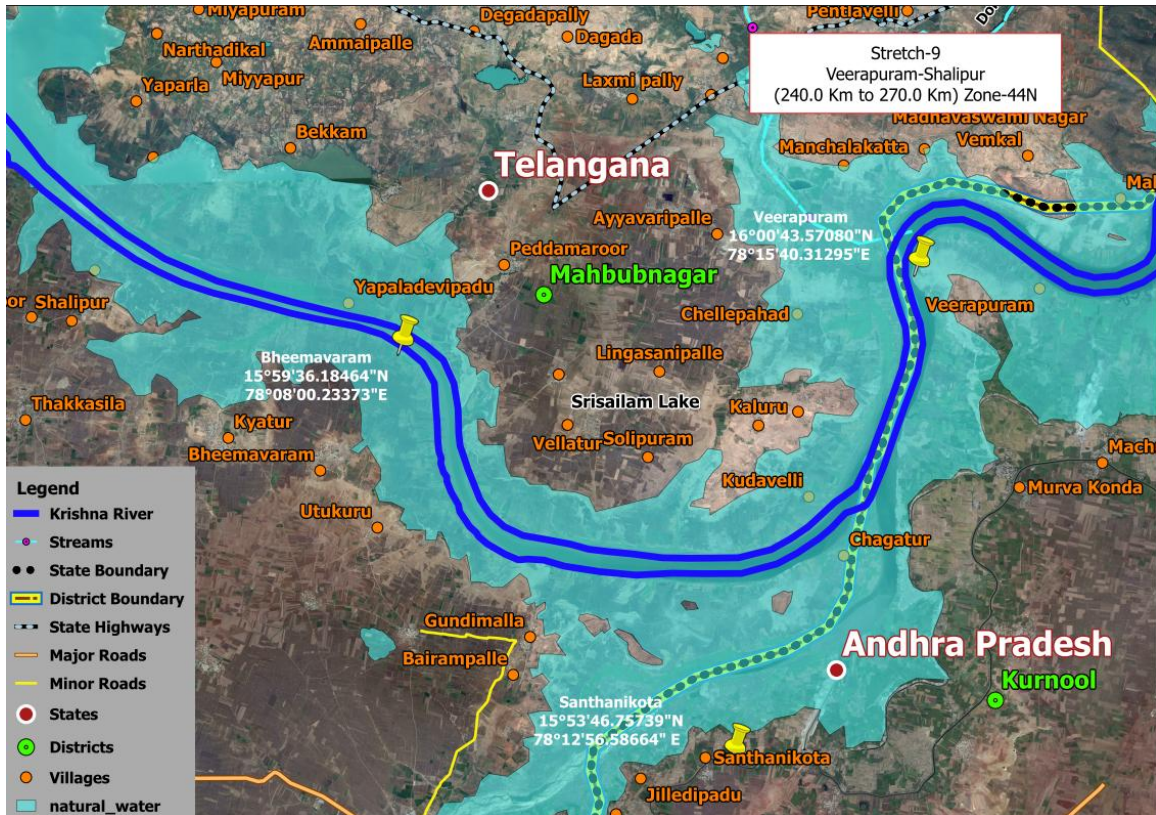 Miyapuram
Degadapally
Pentlavelli
Narthadikal
Ammaipalle
Dagada
Stretch-9
Veerapuram-Shalipur
(240.0 Km to 270.0 Km) Zone-44N
Yaparla
Miyyapur
Laxmi pally
Madhavaswami Nagar
Bekkam
Manchalakatta
Vemkal
Telangana
Ayyavaripalle
Veerapuram
16°00'43.57080"N
78°15'40.31295"E
Peddamaroor
Mahbubnagar
Yapaladevipadu
Shalipur
Chellepahad
Veerapuram
Bheemavaram
15°59'36.18464"N
78°08'00.23373"E
Lingasanipalle
Thakkasila
Srisailam Lake
Kaluru
Kyatur
Vellatur
Solipuram
Bheemavaram
Kudavelli
Murva Konda
Utukuru
Chagatur
Gundimalla
Bairampalle
Andhra Pradesh
Kurnool
Santhanikota
15°53'46.75739"N
78°12'56.58664" E
Santhanikota
Jilledipadu
Legend
Krishna River
Streams
State Boundary
District Boundary
State Highways
Major Roads
Minor Roads
States
Districts
Villages
natural_water